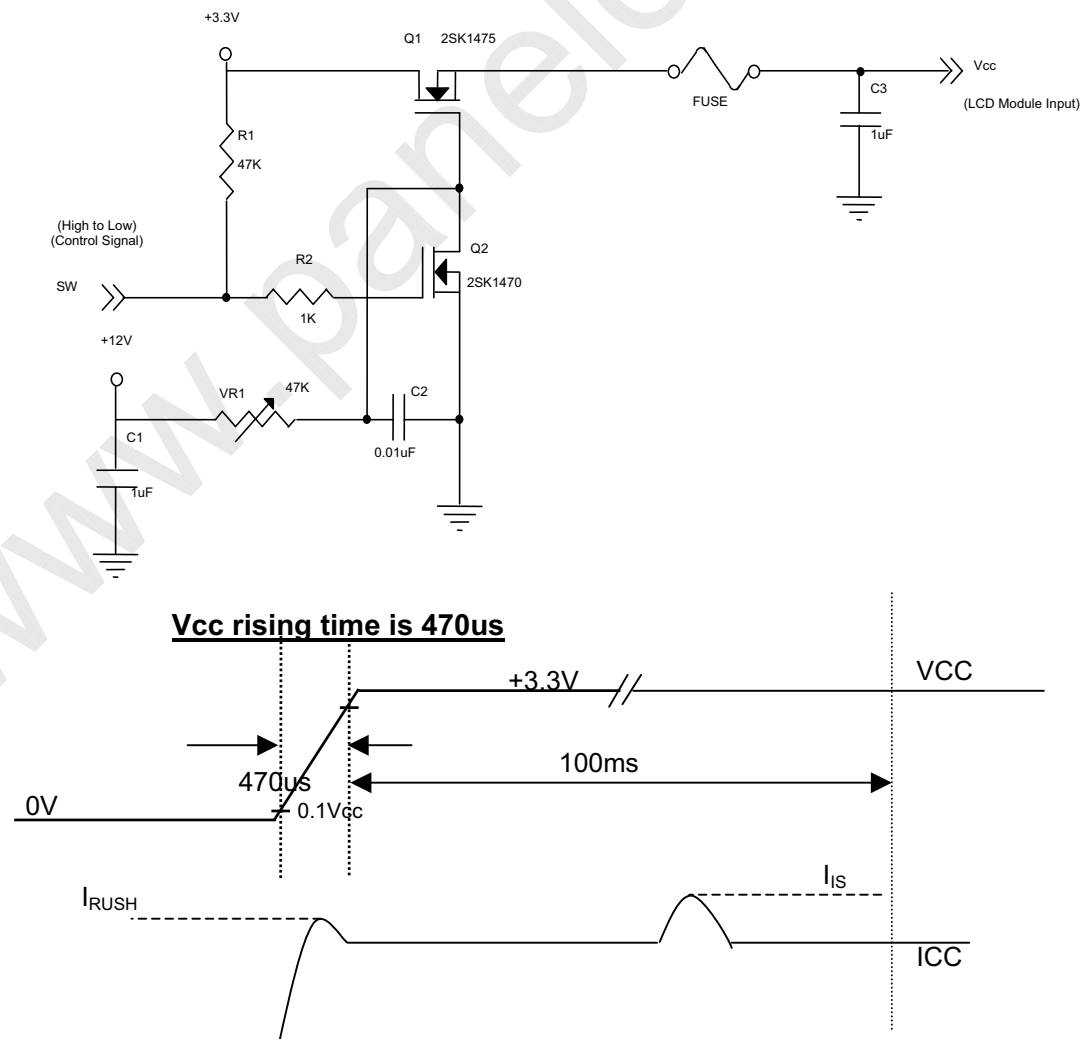 +3.3V
Q1 2SK1475
Vcc
FUSE
C3
(LCD Module Input)
1uF
R1
47K
(High to Low)
(Control Signal)
Q2
R2
SW
2SK1470
1K
+12V
VR1
47K
C2
C1
0.01uF
1uF
Vcc rising time is 470us
+3.3V
VCC
470us
100ms
0V
0.1Vcc
IRUSH
IIS
ICC
www.panel